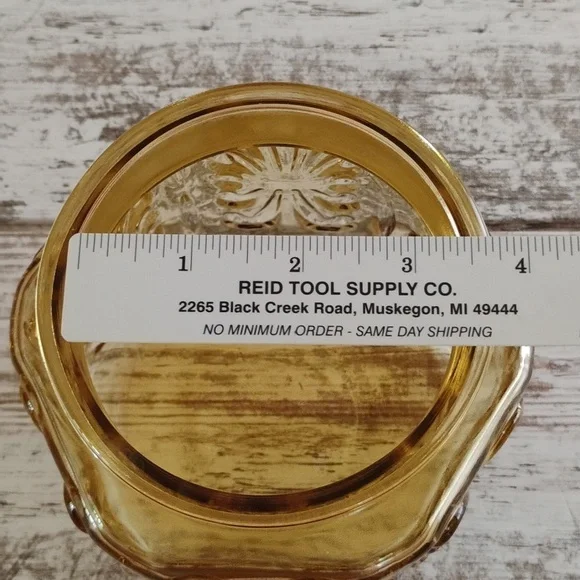 1 2 3 4
REID TOOL SUPPLY CO.
2265 Black Creek Road, Muskegon, MI 49444
NO MINIMUM ORDER - SAME DAY SHIPPING